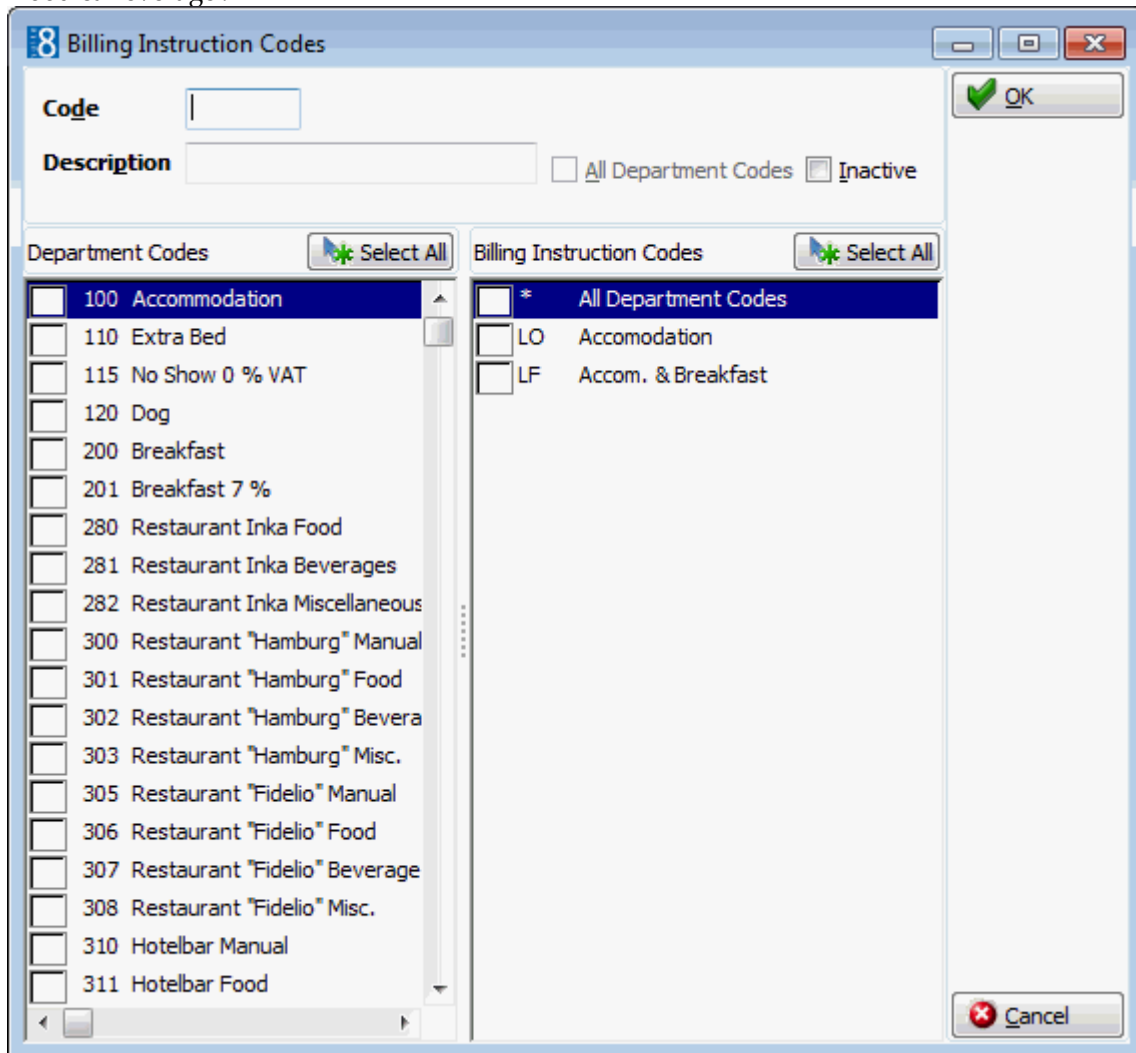 8 Billing Instruction Codes
Code
OK
Description
All Department Codes Inactive
Department Codes Select All Billing Instruction Codes Select All
100 Accommodation * All Department Codes
110 Extra Bed LO Accomodation
115 No Show 0 % VAT LF Accom. & Breakfast
120 Dog
200 Breakfast
201 Breakfast 7 %
280 Restaurant Inka Food
281 Restaurant Inka Beverages
282 Restaurant Inka Miscellaneous
300 Restaurant "Hamburg" Manual
301 Restaurant "Hamburg" Food
302 Restaurant "Hamburg" Bevera
303 Restaurant "Hamburg" Misc.
305 Restaurant "Fidelio" Manual
306 Restaurant "Fidelio" Food
307 Restaurant "Fidelio" Beverage
308 Restaurant "Fidelio" Misc.
310 Hotelbar Manual
311 Hotelbar Food
Cancel